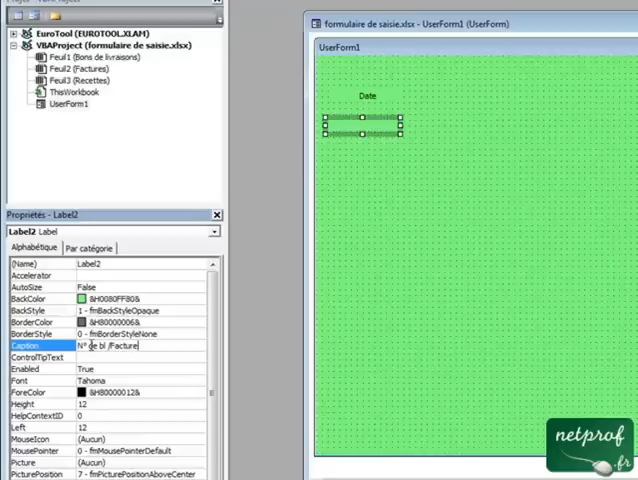 EuroTool (EUROTOOL.XLAM)
VBAProject (formulaire de saisie.xlsx)
Feuil1 (Bons de livraisons)
Feuil2 (Factures)
Feuil3 (Recettes)
ThisWorkbook
UserForm1
Propriétés - Label2
Label2 Label
Alphabétique Par catégorie
(Name) Label2
Accelerator
AutoSize False
BackColor &H0080FF80&
BackStyle 1 - fmBackStyleOpaque
BorderColor &H80000006&
BorderStyle 0 - fmBorderStyleNone
Caption N° de bl /Facture
ControlTipText
Enabled True
Font Tahoma
ForeColor &H80000012&
Height 12
HelpContextID 0
Left 12
MouseIcon (Aucun)
MousePointer 0 - fmMousePointerDefault
Picture (Aucun)
PicturePosition 7 - fmPicturePositionAboveCenter
formulaire de saisie.xlsx - UserForm1 (UserForm)
UserForm1
Date
netprof
.fr